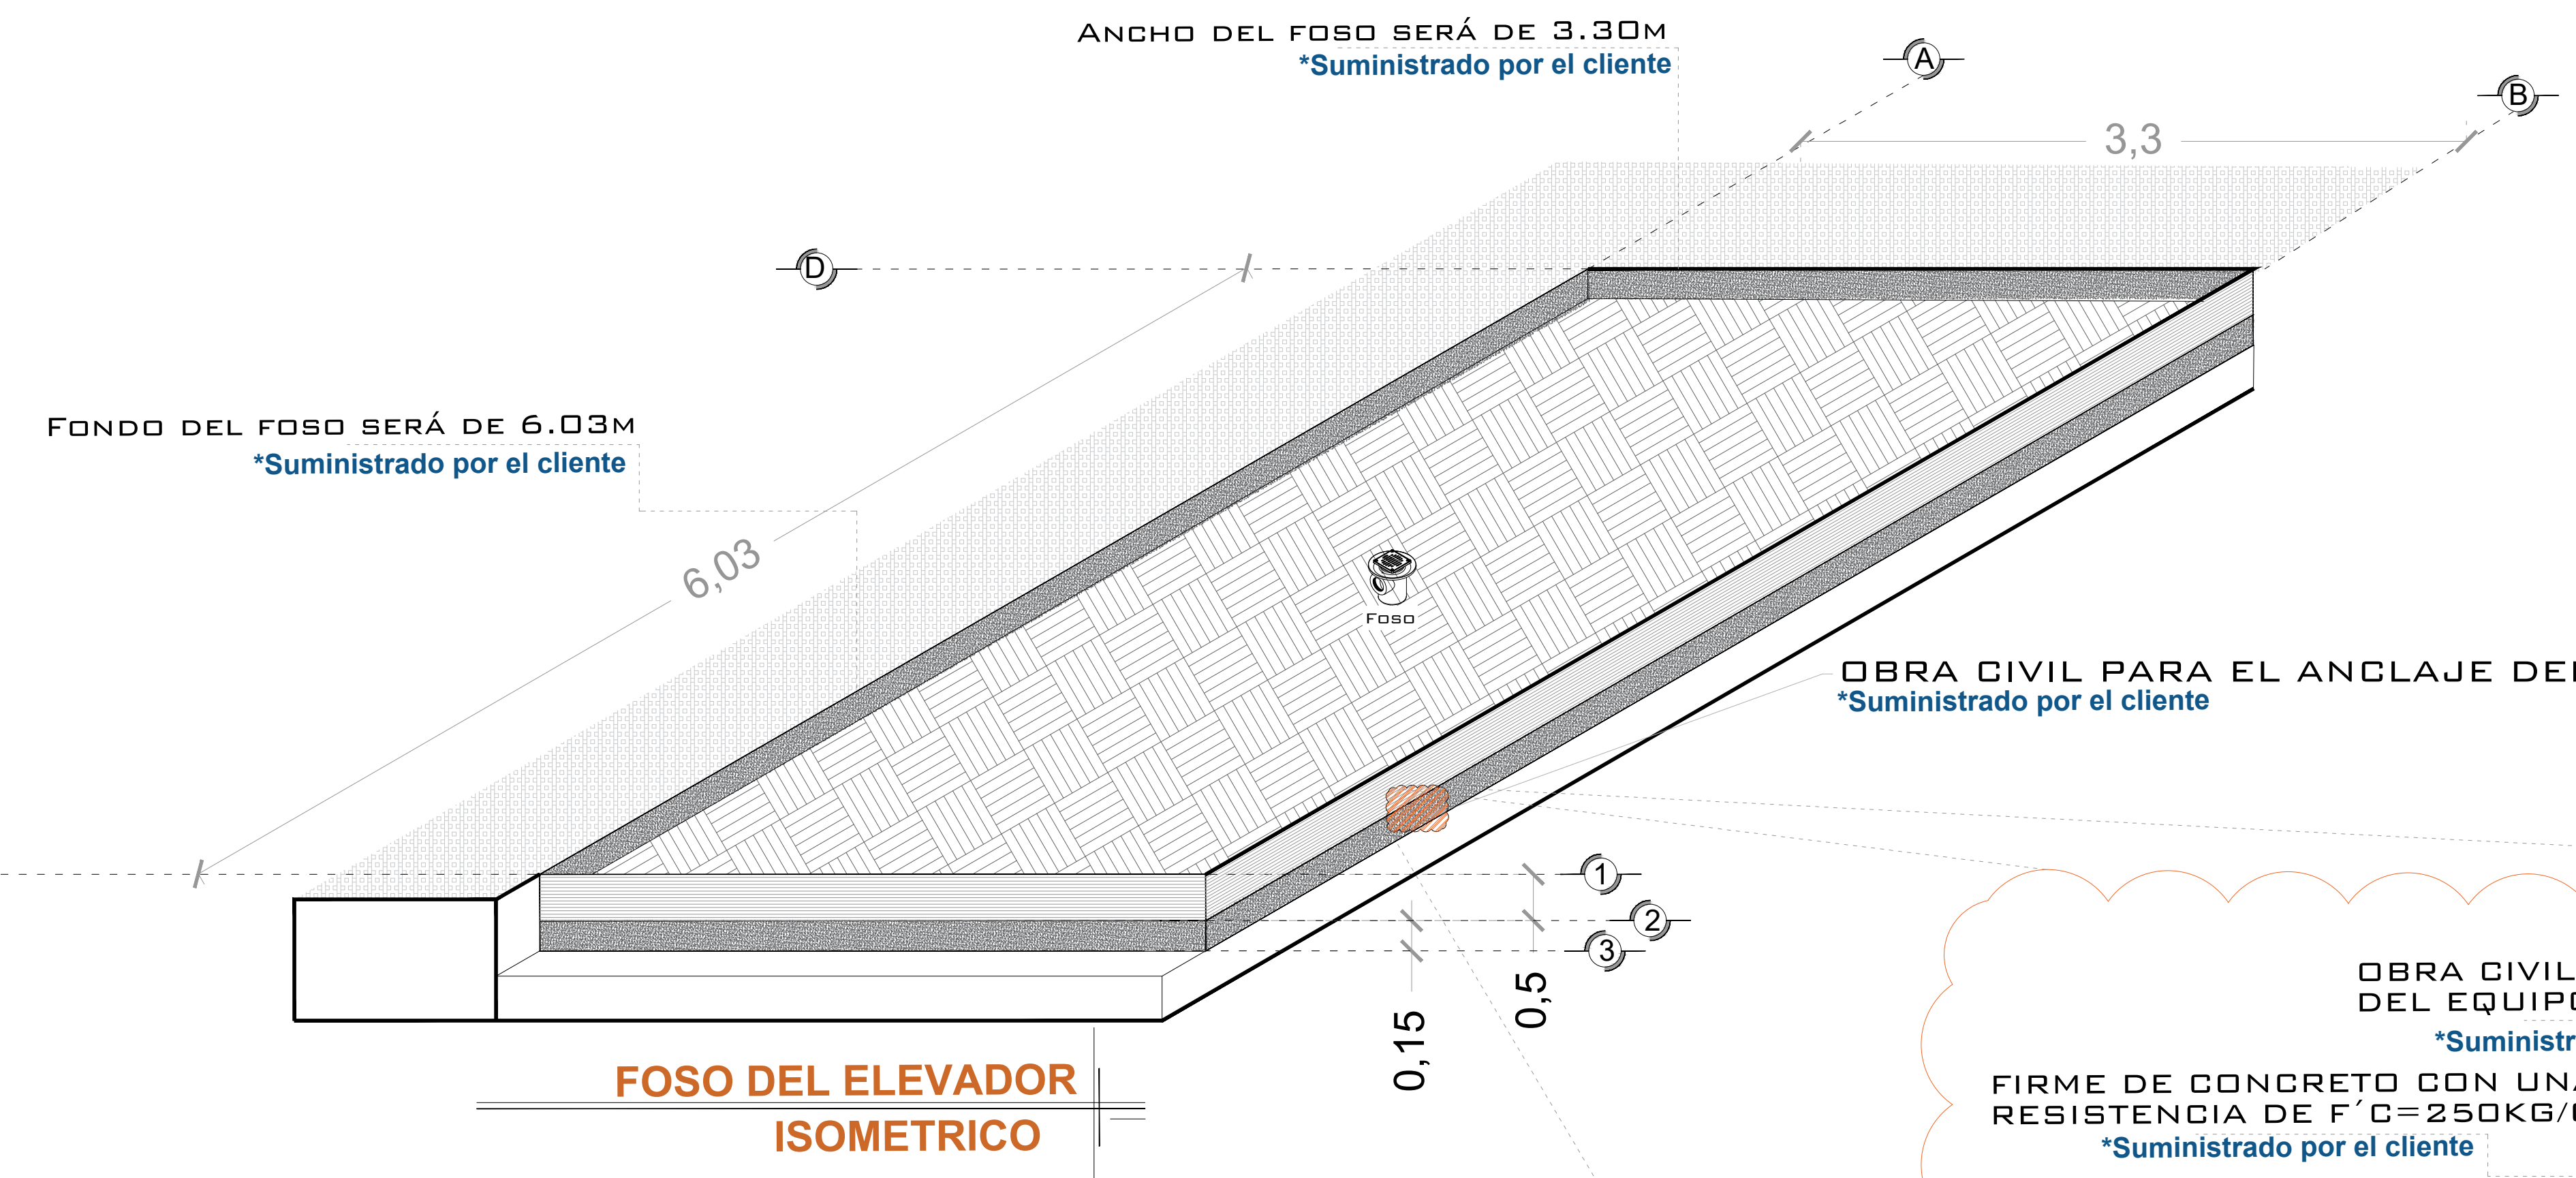 ANCHO DEL FOSO SERÁ DE 3.30M
*Suministrado por el cliente
A
B
3,3
D
FONDO DEL FOSO SERÁ DE 6.03M
*Suministrado por el cliente
6,03
FOSO
OBRA CIVIL PARA EL ANCLAJE DEL
*Suministrado por el cliente
1
2
3
0,5
0,15
OBRA CIVIL
DEL EQUIPO
*Suministr
FIRME DE CONCRETO CON UNA
RESISTENCIA DE F´C=250KG/
*Suministrado por el cliente
FOSO DEL ELEVADOR
ISOMETRICO